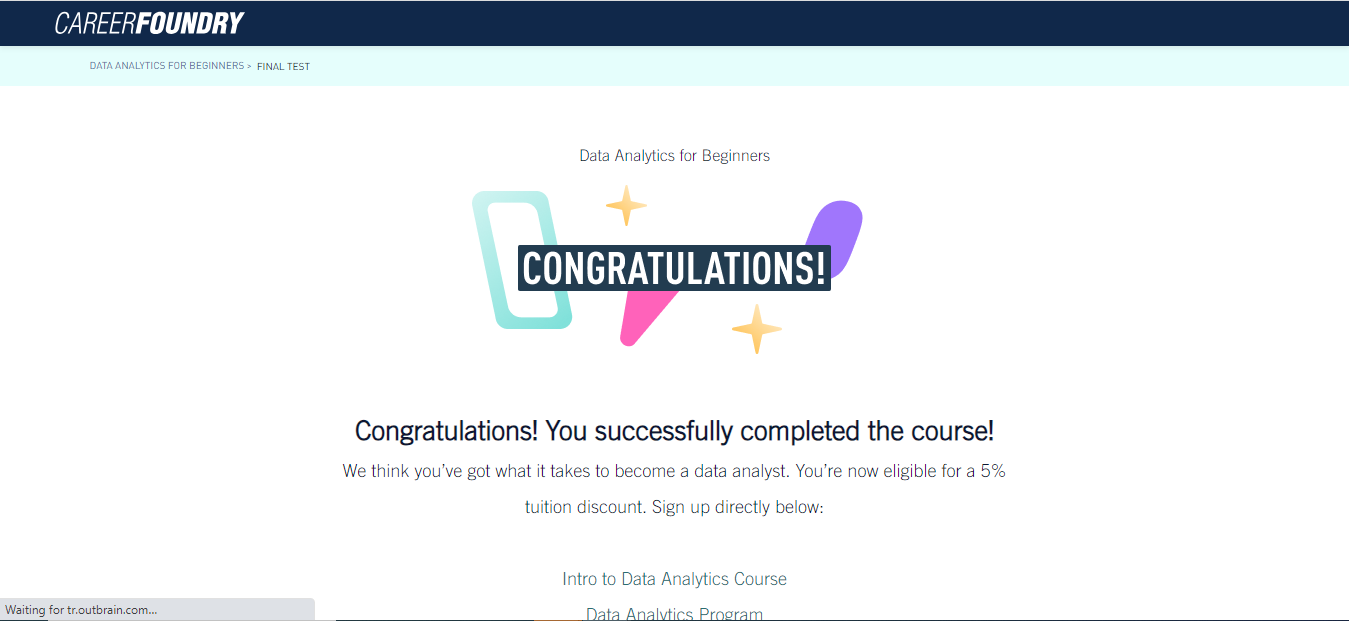 CAREERFOUNDRY
DATA ANALYTICS FOR BEGINNERS > FINAL TEST
Data Analytics for Beginners
CONGRATULATIONS!
Congratulations! You successfully completed the course!
We think you've got what it takes to become a data analyst. You're now eligible for a 5%
tuition discount. Sign up directly below:
Intro to Data Analytics Course
Data Analytics Program
Waiting for tr.outbrain.com...